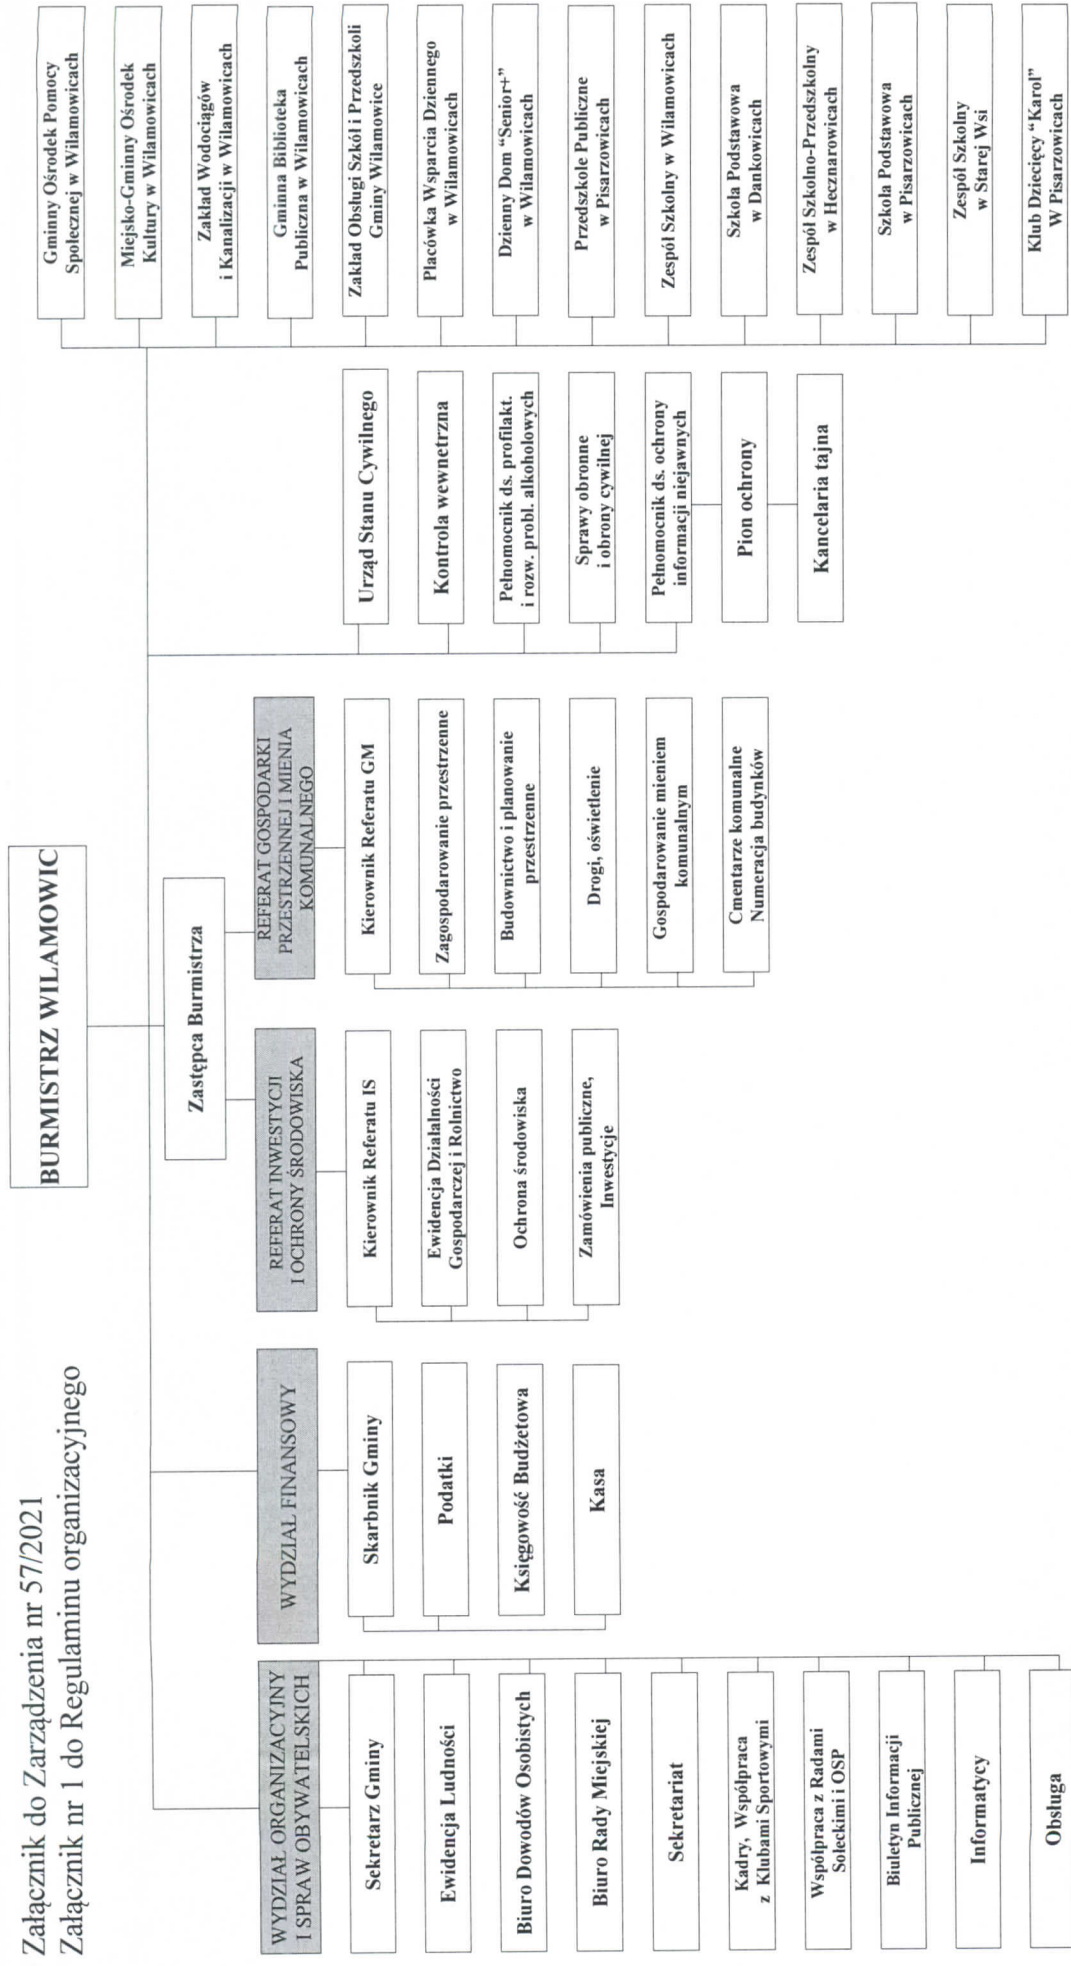 Załącznik do Zarządzenia nr 57/2021
Załącznik nr 1 do Regulaminu organizacyjnego
BURMISTRZ WILAMOWIC
Zastępca Burmistrza
WYDZIAŁ ORGANIZACYJNY
I SPRAW OBYWATELSKICH
Sekretarz Gminy
Ewidencja Ludności
Biuro Dowodów Osobistych
Biuro Rady Miejskiej
Sekretariat
Kadry, Współpraca
z Klubami Sportowymi
Współpraca z Radami
Sołeckimi i OSP
Biuletyn Informacji
Publicznej
Informatycy
Obsługa
WYDZIAŁ FINANSOWY
Skarbnik Gminy
Podatki
Księgowość Budżetowa
Kasa
REFERAT INWESTYCJI
I OCHRONY ŚRODOWISKA
Kierownik Referatu IS
Ewidencja Działalności
Gospodarczej i Rolnictwo
Ochrona środowiska
Zamówienia publiczne,
Inwestycje
REFERAT GOSPODARKI
PRZESTRZENNEJ I MIENIA
KOMUNALNEGO
Kierownik Referatu GM
Zagospodarowanie przestrzenne
Budownictwo i planowanie
przestrzenne
Drogi, oświetlenie
Gospodarowanie mieniem
komunalnym
Cmentarze komunalne
Numeracja budynków
Urząd Stanu Cywilnego
Kontrola wewnetrzna
Pełnomocnik ds. profilakt.
i rozw. probl. alkoholowych
Sprawy obronne
i obrony cywilnej
Pełnomocnik ds. ochrony
informacji niejawnych
Pion ochrony
Kancelaria tajna
Gminny Ośrodek Pomocy
Społecznej w Wilamowicach
Miejsko-Gminny Ośrodek
Kultury w Wilamowicach
Zakład Wodociągów
i Kanalizacji w Wilamowicach
Gminna Biblioteka
Publiczna w Wilamowicach
Zakład Obsługi Szkół i Przedszkoli
Gminy Wilamowice
Placówka Wsparcia Dziennego
w Wilamowicach
Dzienny Dom "Senior+"
w Wilamowicach
Przedszkole Publiczne
w Pisarzowicach
Zespół Szkolny w Wilamowicach
Szkoła Podstawowa
w Dankowicach
Zespół Szkolno-Przedszkolny
w Hecznarowicach
Szkoła Podstawowa
w Pisarzowicach
Zespół Szkolny
w Starej Wsi
Klub Dziecięcy "Karol"
W Pisarzowicach